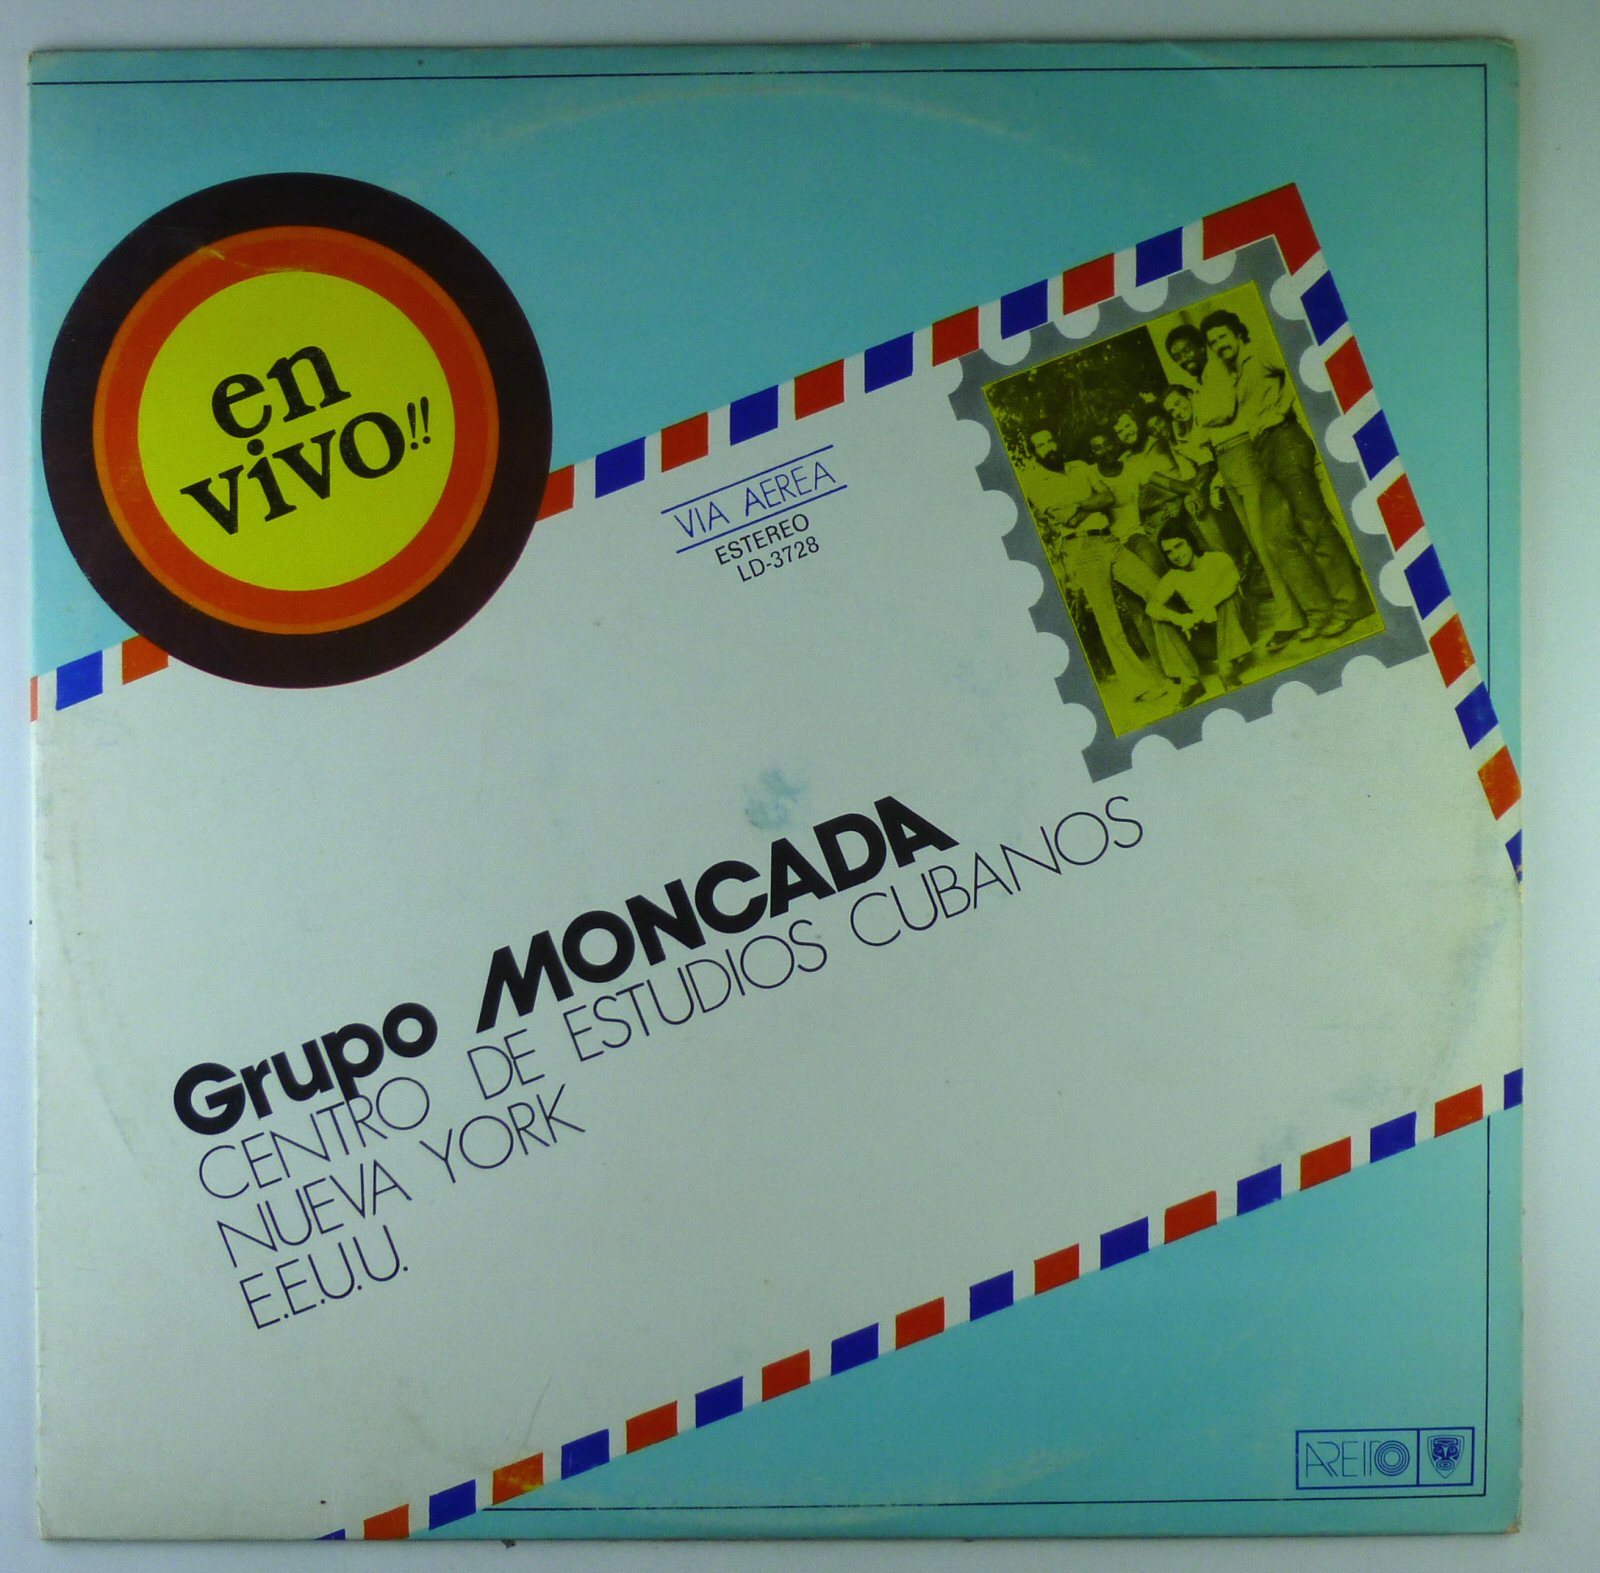 en
vivo!!
VIA AEREA
ESTEREO
LD-3728
Grupo MONCADA
CENTRO DE ESTUDIOS CUBANOS
NUEVA YORK
E.E.U.U.
AREITO